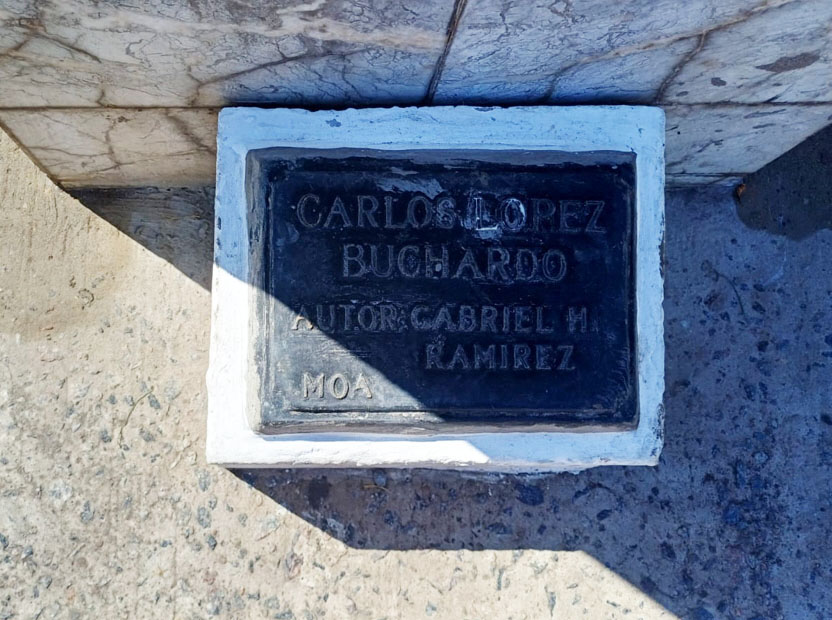 CARLOS LOPEZ
BUCHARDO
AUTOR: GABRIEL H.
RAMIREZ
MOA